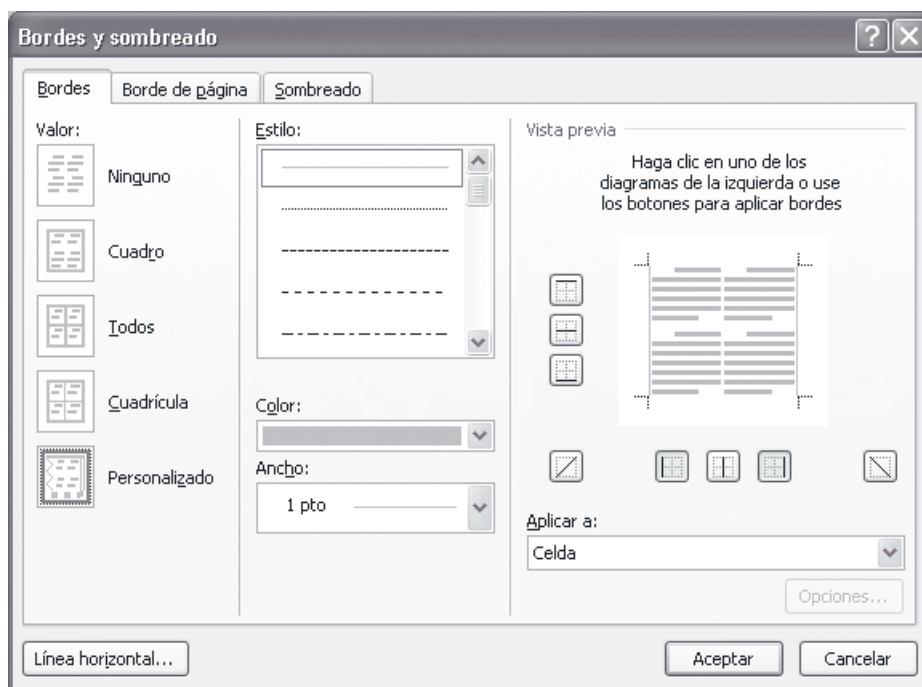 Bordes y sombreado
Bordes
Borde de página
Sombreado
Valor:
Ninguno
Cuadro
Todos
Cuadrícula
Personalizado
Estilo:
Color:
Ancho:
1 pto
Vista previa
Haga clic en uno de los
diagramas de la izquierda o use
los botones para aplicar bordes
Aplicar a:
Celda
Opciones...
Línea horizontal...
Aceptar
Cancelar